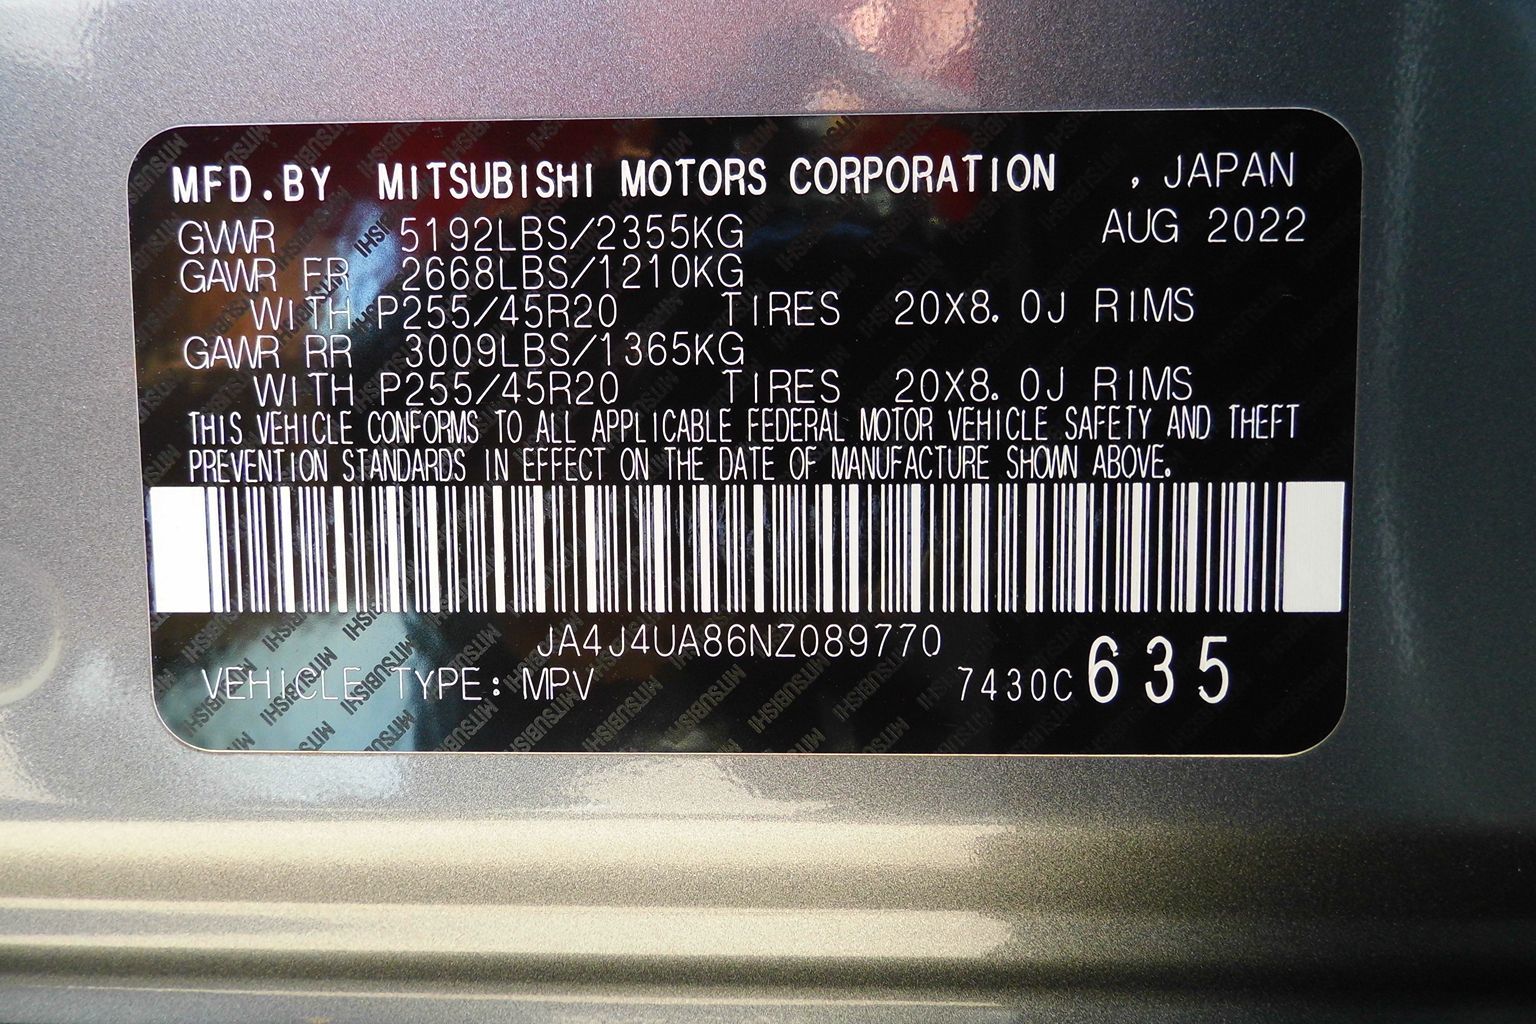 MFD.BY MITSUBISHI MOTORS CORPORATION , JAPAN
GVWR 5192LBS/2355KG AUG 2022
GAWR FR 2668LBS/1210KG
WITH P255/45R20 TIRES 20X8.0J RIMS
GAWR RR 3009LBS/1365KG
WITH P255/45R20 TIRES 20X8.0J RIMS
THIS VEHICLE CONFORMS TO ALL APPLICABLE FEDERAL MOTOR VEHICLE SAFETY AND THEFT
PREVENTION STANDARDS IN EFFECT ON THE DATE OF MANUFACTURE SHOWN ABOVE.
JA4J4UA86NZ089770
VEHICLE TYPE: MPV 7430C 635